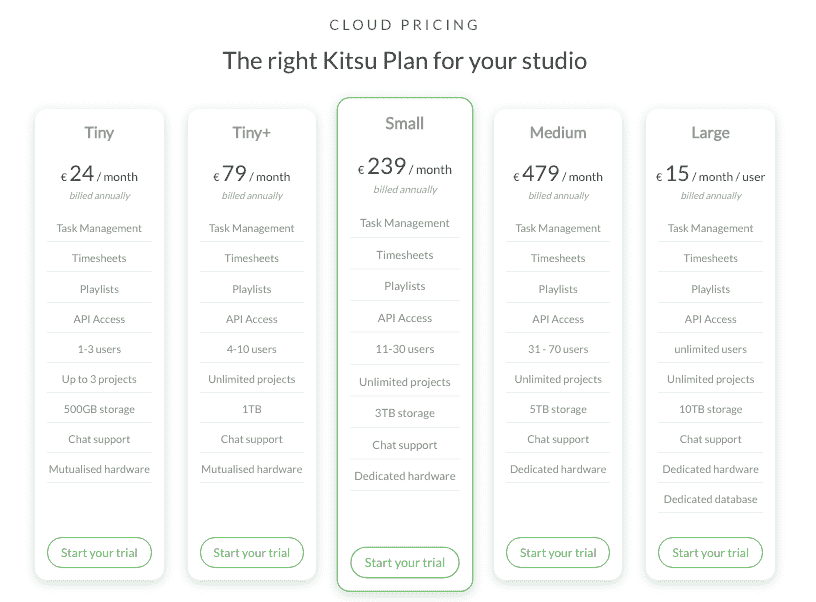 CLOUD PRICING
The right Kitsu Plan for your studio
Tiny
€ 24 / month
billed annually
Task Management
Timesheets
Playlists
API Access
1-3 users
Up to 3 projects
500GB storage
Chat support
Mutualised hardware
Start your trial
Tiny+
€ 79 / month
billed annually
Task Management
Timesheets
Playlists
API Access
4-10 users
Unlimited projects
1TB
Chat support
Mutualised hardware
Start your trial
Small
€ 239 / month
billed annually
Task Management
Timesheets
Playlists
API Access
11-30 users
Unlimited projects
3TB storage
Chat support
Dedicated hardware
Start your trial
Medium
€ 479 / month
billed annually
Task Management
Timesheets
Playlists
API Access
31 - 70 users
Unlimited projects
5TB storage
Chat support
Dedicated hardware
Start your trial
Large
€ 15 / month / user
billed annually
Task Management
Timesheets
Playlists
API Access
unlimited users
Unlimited projects
10TB storage
Chat support
Dedicated hardware
Dedicated database
Start your trial